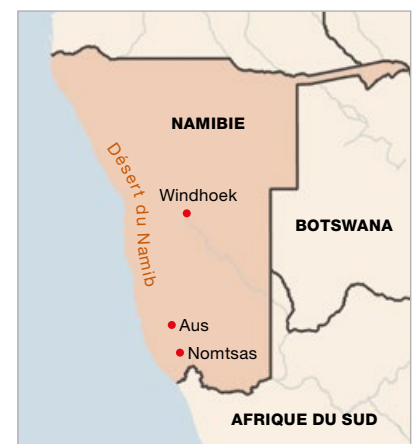 NAMIBIE
Désert du Namib
Windhoek
BOTSWANA
Aus
Nomtsas
AFRIQUE DU SUD